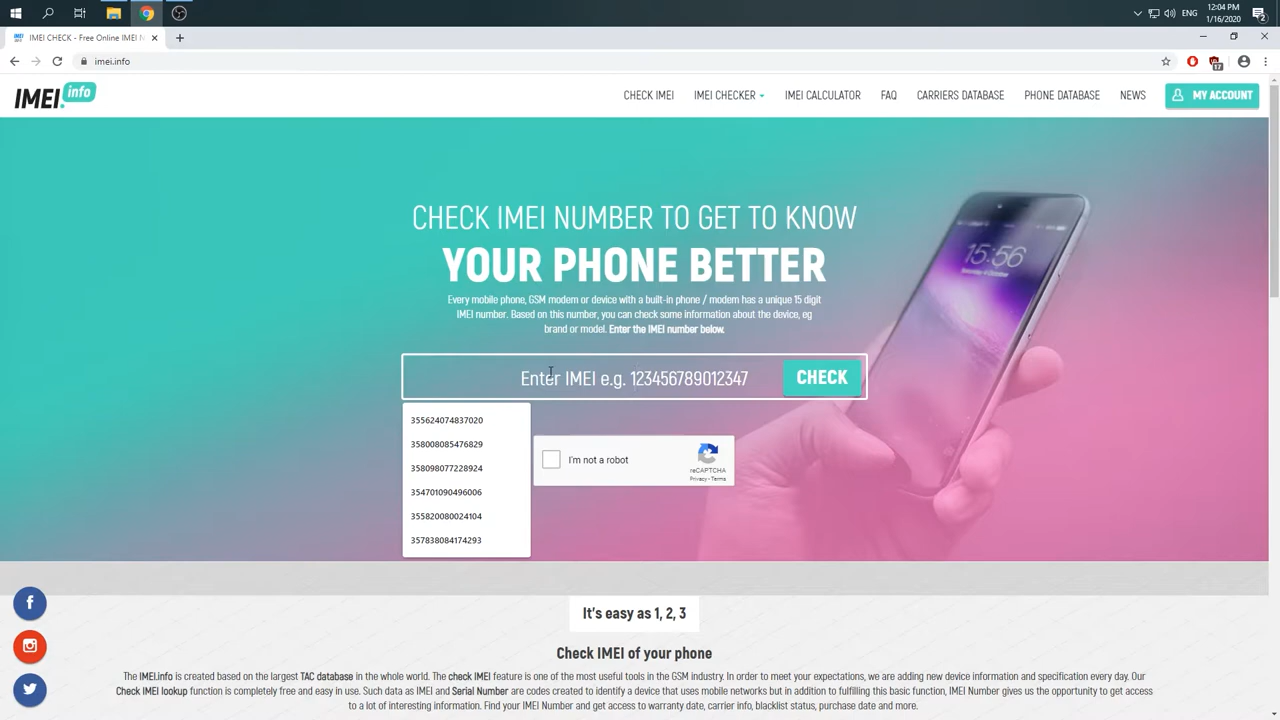 ENG
12:04 PM
1/16/2020
2
IMEI CHECK - Free Online IMEI N
imei.info
17
IMEI.info
CHECK IMEI
IMEI CHECKER
IMEI CALCULATOR
FAQ
CARRIERS DATABASE
PHONE DATABASE
NEWS
MY ACCOUNT
CHECK IMEI NUMBER TO GET TO KNOW
YOUR PHONE BETTER
Every mobile phone, GSM modem or device with a built-in phone / modem has a unique 15 digit
IMEI number. Based on this number, you can check some information about the device, eg
brand or model. Enter the IMEI number below.
15:56
Enter IMEI e.g. 123456789012347
CHECK
355624074837020
358008085476829
358098077228924
354701090496006
355820080024104
357838084174293
I'm not a robot
reCAPTCHA
Privacy - Terms
It's easy as 1, 2, 3
Check IMEI of your phone
The IMEI.info is created based on the largest TAC database in the whole world. The check IMEI feature is one of the most useful tools in the GSM industry. In order to meet your expectations, we are adding new device information and specification every day. Our
Check IMEI lookup function is completely free and easy in use. Such data as IMEI and Serial Number are codes created to identify a device that uses mobile networks but in addition to fulfilling this basic function, IMEI Number gives us the opportunity to get access
to a lot of interesting information. Find your IMEI Number and get access to warranty date, carrier info, blacklist status, purchase date and more.